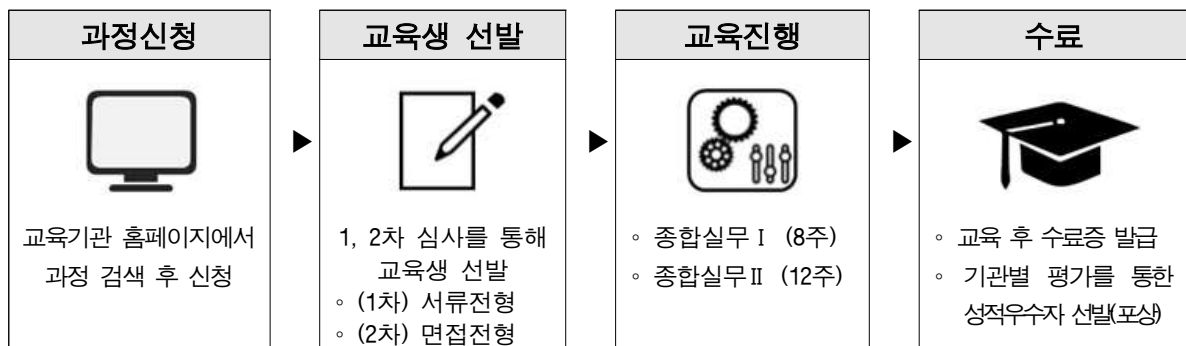 과정신청
교육기관 홈페이지에서
과정 검색 후 신청
▶
교육생 선발
1, 2차 심사를 통해
교육생 선발
◦ (1차) 서류전형
◦ (2차) 면접전형
▶
교육진행
◦ 종합실무Ⅰ (8주)
◦ 종합실무Ⅱ (12주)
▶
수료
◦ 교육 후 수료증 발급
◦ 기관별 평가를 통한
성적우수자 선발(포상)